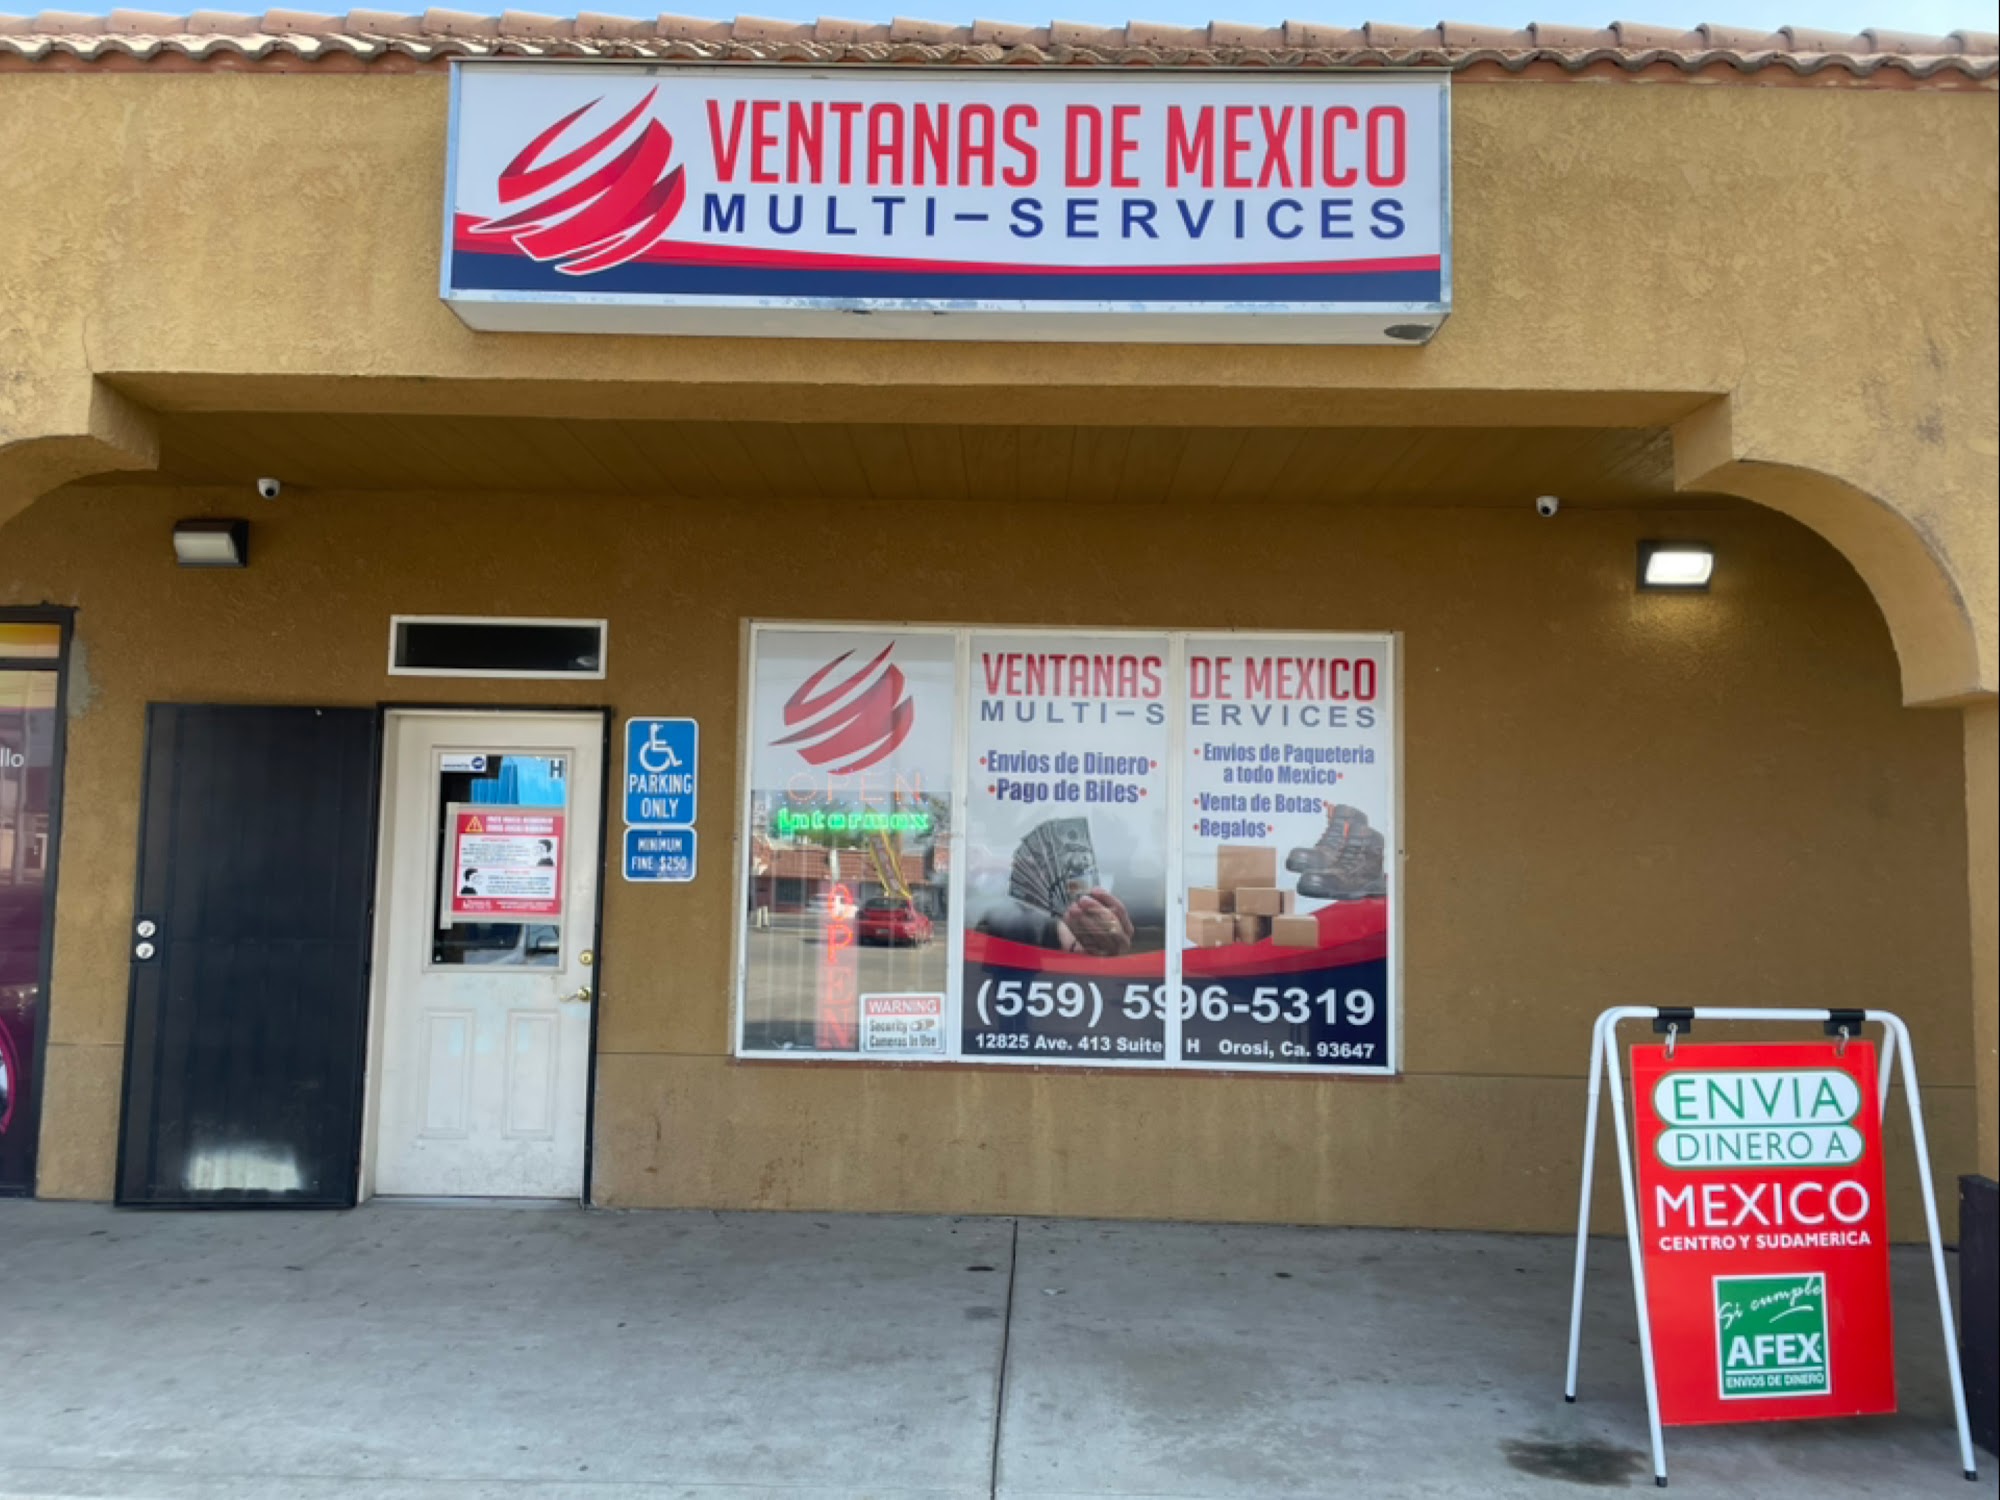 VENTANAS DE MEXICO
MULTI-SERVICES
llo
H
PARKING
ONLY
MINIMUM
FINE $250
OPEN
Intermex
OPEN
WARNING
Security
Cameras In Use
VENTANAS DE MEXICO
MULTI-SERVICES
•Envios de Dinero•
•Pago de Biles•
• Envios de Paqueteria
a todo Mexico•
•Venta de Botas•
•Regalos•
(559) 596-5319
12825 Ave. 413 Suite H Orosi, Ca. 93647
ENVIA
DINERO A
MEXICO
CENTRO Y SUDAMERICA
Si cumple
AFEX
ENVIOS DE DINERO